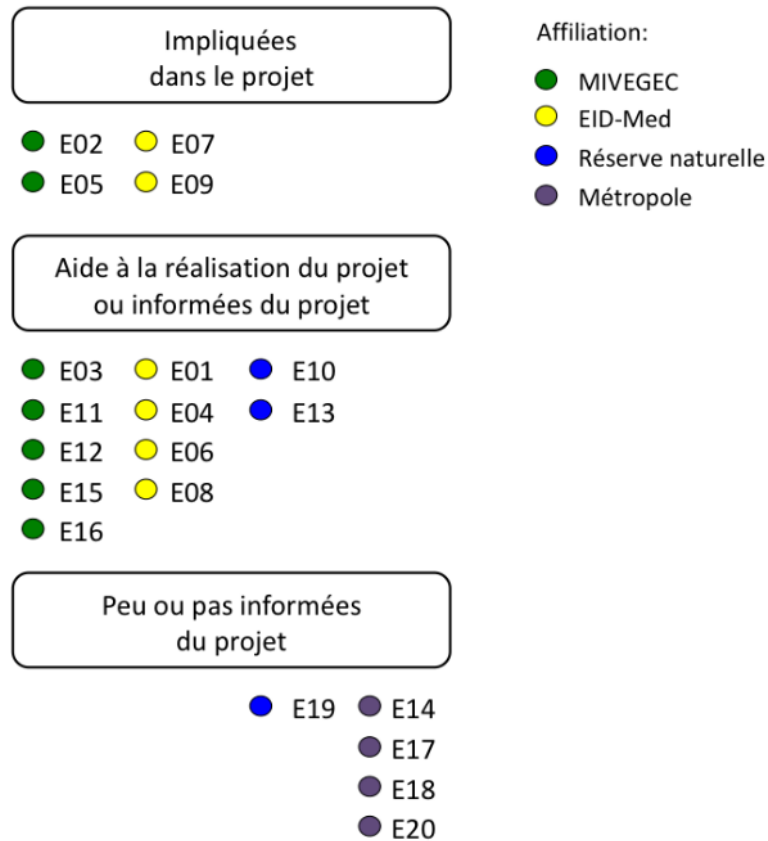 Impliquées
dans le projet
Affiliation:
MIVEGEC
EID-Med
Réserve naturelle
Métropole
E02 E07
E05 E09
Aide à la réalisation du projet
ou informées du projet
E03 E01 E10
E11 E04 E13
E12 E06
E15 E08
E16
Peu ou pas informées
du projet
E19 E14
E17
E18
E20